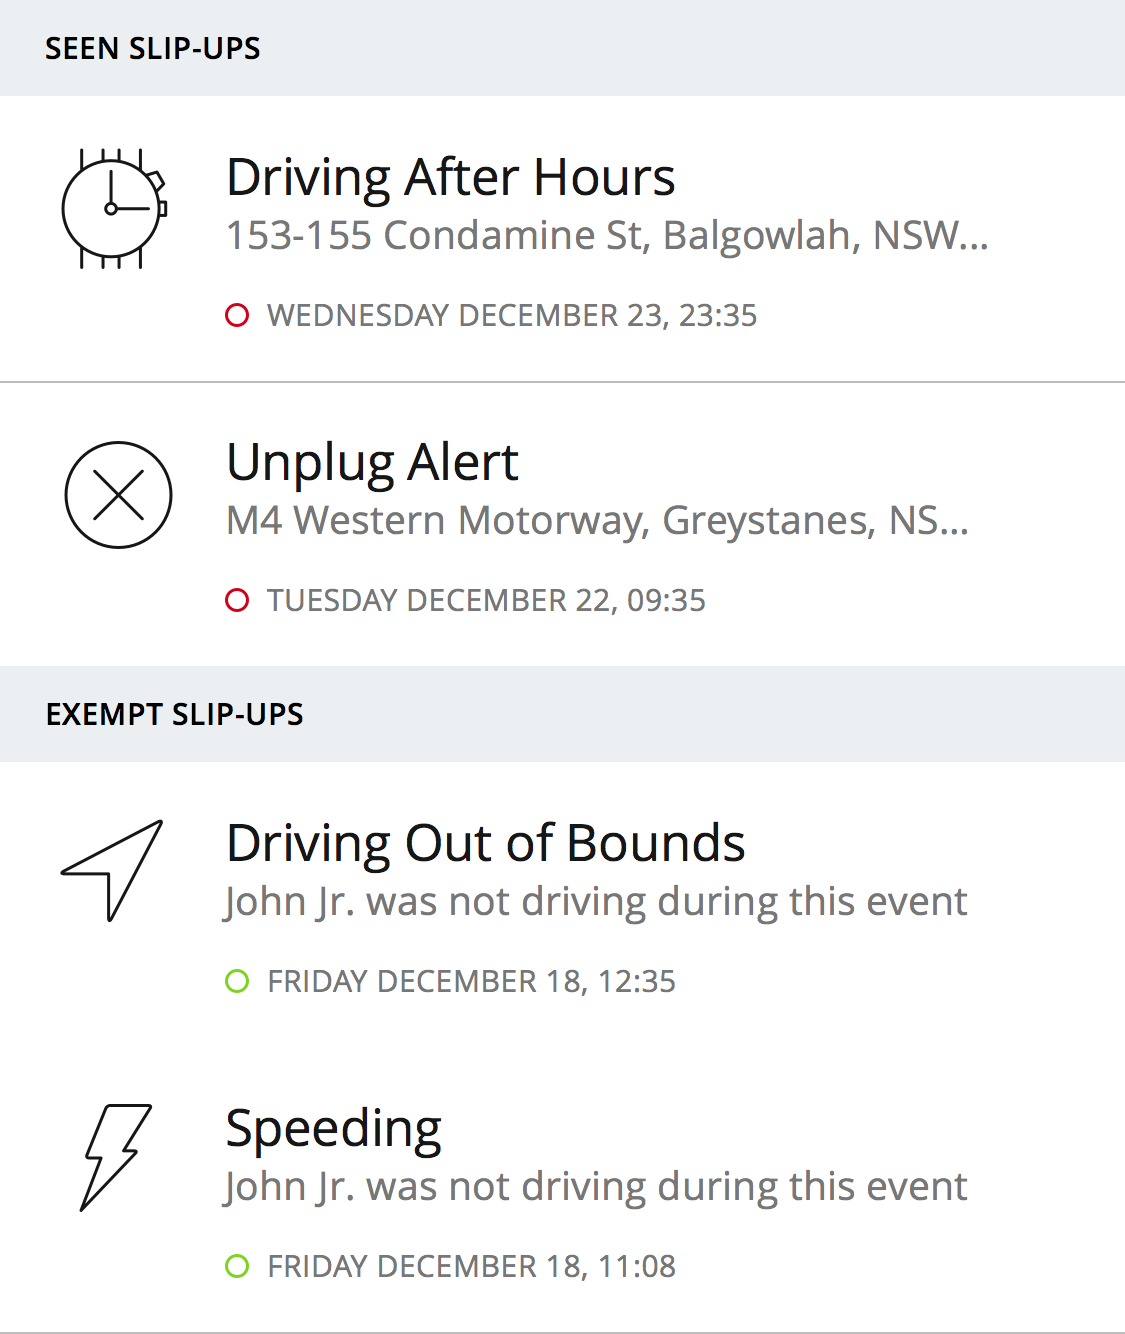 SEEN SLIP-UPS
Driving After Hours
153-155 Condamine St, Balgowlah, NSW...
WEDNESDAY DECEMBER 23, 23:35
Unplug Alert
M4 Western Motorway, Greystanes, NS...
TUESDAY DECEMBER 22, 09:35
EXEMPT SLIP-UPS
Driving Out of Bounds
John Jr. was not driving during this event
FRIDAY DECEMBER 18, 12:35
Speeding
John Jr. was not driving during this event
FRIDAY DECEMBER 18, 11:08